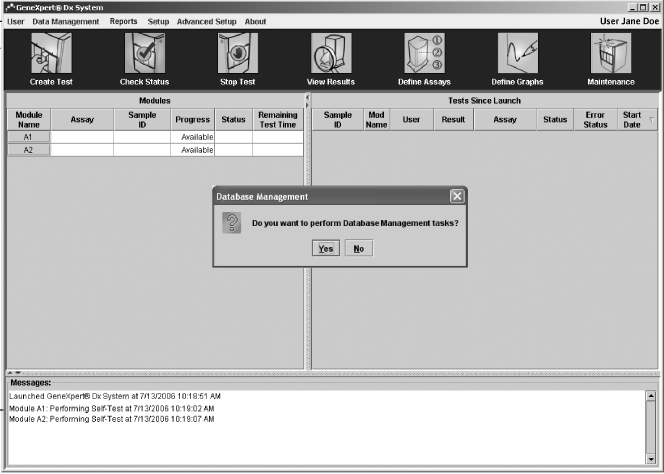 GeneXpert® Dx System
User Data Management Reports Setup Advanced Setup About User Jane Doe
Create Test Check Status Stop Test View Results Define Assays Define Graphs Maintenance
1
2
3
Modules Tests Since Launch
Module Name Assay Sample ID Progress Status Remaining Test Time Sample ID Mod Name User Result Assay Status Error Status Start Date
A1 Available
A2 Available
Database Management
Do you want to perform Database Management tasks?
Yes No
Messages:
Launched GeneXpert® Dx System at 7/13/2006 10:18:51 AM
Module A1: Performing Self-Test at 7/13/2006 10:19:02 AM
Module A2: Performing Self-Test at 7/13/2006 10:19:07 AM